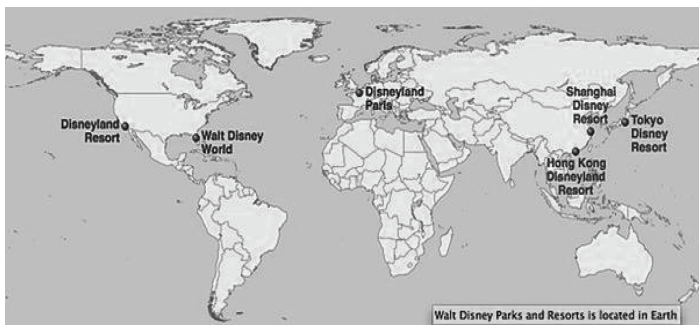 Disneyland
Resort
Walt Disney
World
Disneyland
Paris
Shanghai
Disney
Resort
Tokyo
Disney
Resort
Hong Kong
Disneyland
Resort
Walt Disney Parks and Resorts is located in Earth